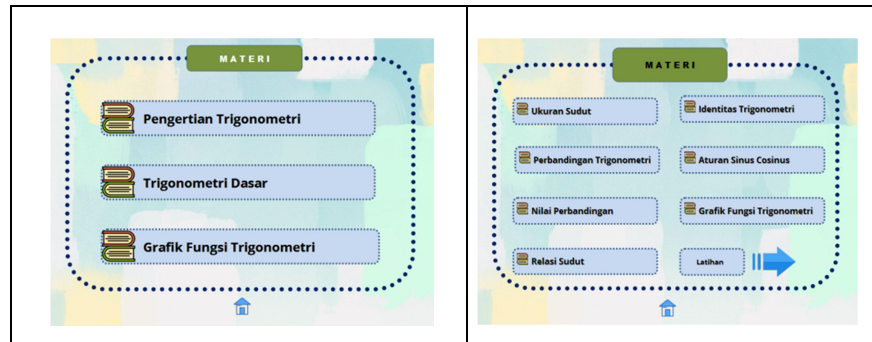 MATERI
Pengertian Trigonometri
Trigonometri Dasar
Grafik Fungsi Trigonometri
MATERI
Ukuran Sudut
Perbandingan Trigonometri
Nilai Perbandingan
Relasi Sudut
Identitas Trigonometri
Aturan Sinus Cosinus
Grafik Fungsi Trigonometri
Latihan